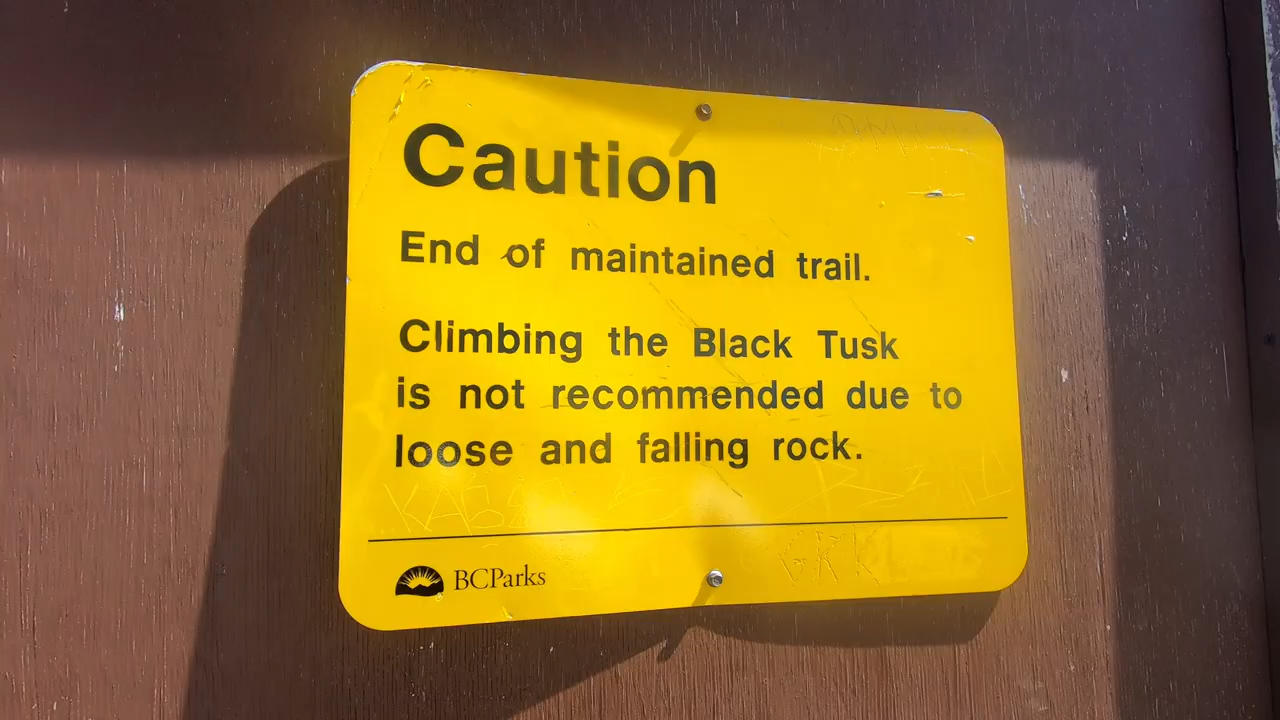 Caution
End of maintained trail.
Climbing the Black Tusk
is not recommended due to
loose and falling rock.
BCParks